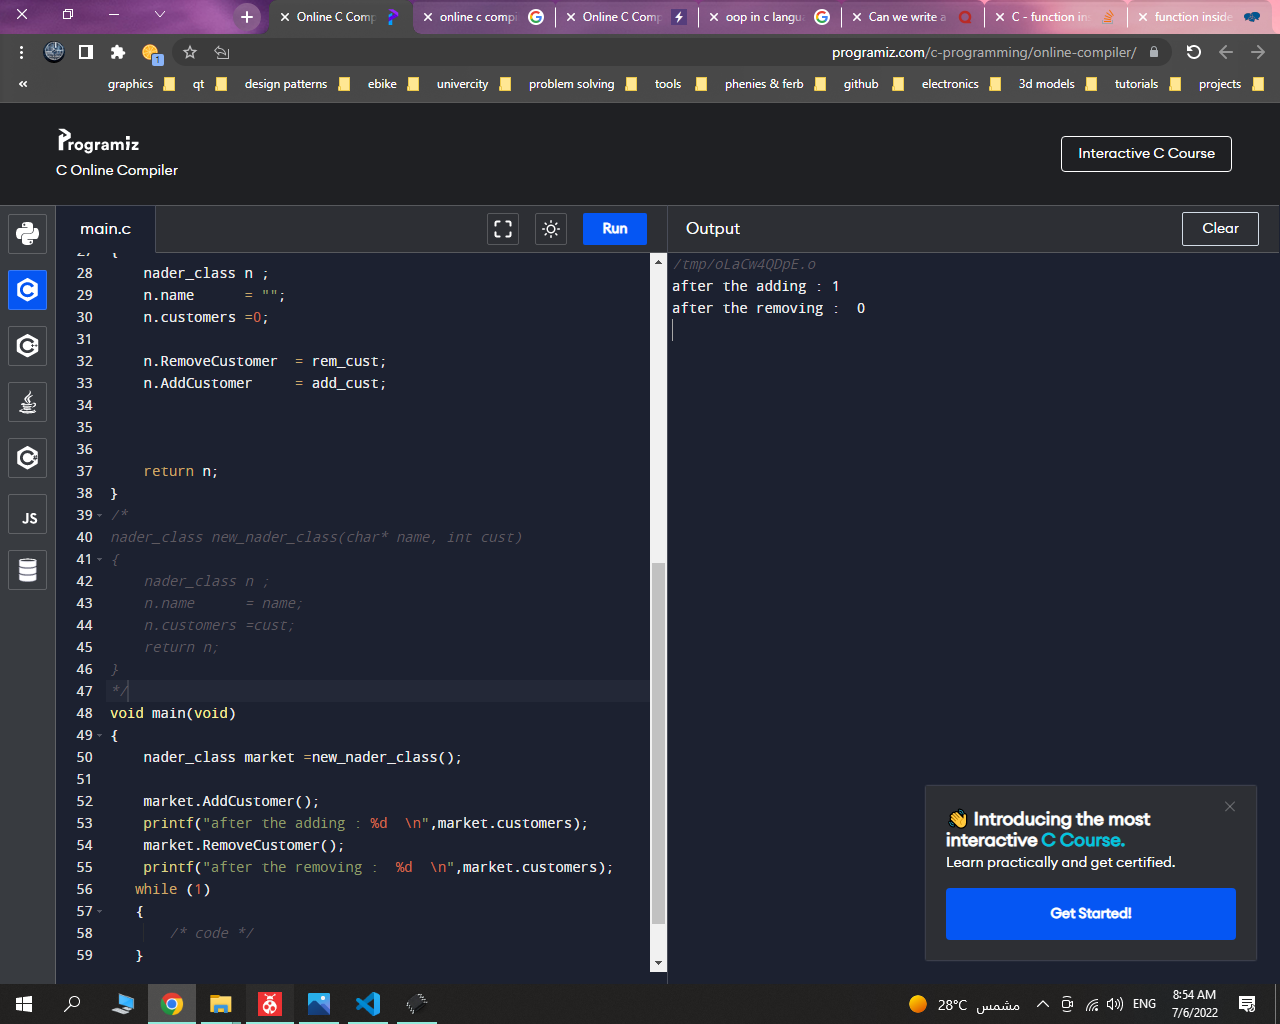 Online C Comp
online c compi
Online C Comp
oop in c langu
Can we write a
C - function in
function inside
programiz.com/c-programming/online-compiler/
1
«
graphics
qt
design patterns
ebike
univercity
problem solving
tools
phenies & ferb
github
electronics
3d models
tutorials
projects
Programiz
C Online Compiler
Interactive C Course
main.c
Run
Output
Clear
27 {
28 nader_class n ;
29 n.name      = "";
30 n.customers =0;
31
32 n.RemoveCustomer  = rem_cust;
33 n.AddCustomer     = add_cust;
34
35
36
37 return n;
38 }
39 /*
40 nader_class new_nader_class(char* name, int cust)
41 {
42 nader_class n ;
43 n.name      = name;
44 n.customers =cust;
45 return n;
46 }
47 */
48 void main(void)
49 {
50 nader_class market =new_nader_class();
51
52 market.AddCustomer();
53 printf("after the adding : %d  \n",market.customers);
54 market.RemoveCustomer();
55 printf("after the removing :  %d  \n",market.customers);
56 while (1)
57 {
58 /* code */
59 }
JS
/tmp/oLaCw4QDpE.o
after the adding : 1
after the removing :  0
👋 Introducing the most
interactive C Course.
Learn practically and get certified.
Get Started!
28°C مشمس
ENG
8:54 AM
7/6/2022